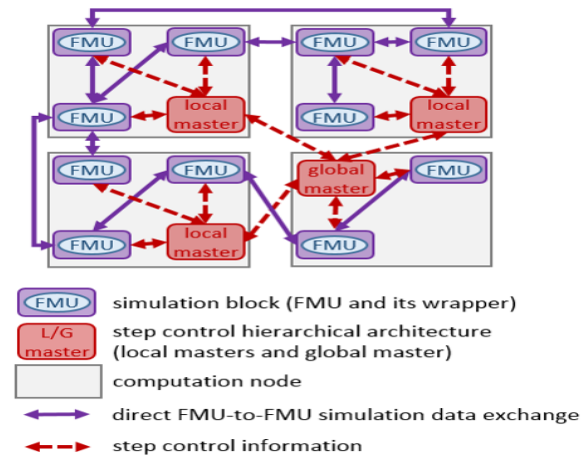 FMU FMU FMU FMU
FMU local master FMU local master
FMU FMU global master FMU
FMU local master FMU
FMU simulation block (FMU and its wrapper)
L/G master step control hierarchical architecture
(local masters and global master)
computation node
direct FMU-to-FMU simulation data exchange
step control information